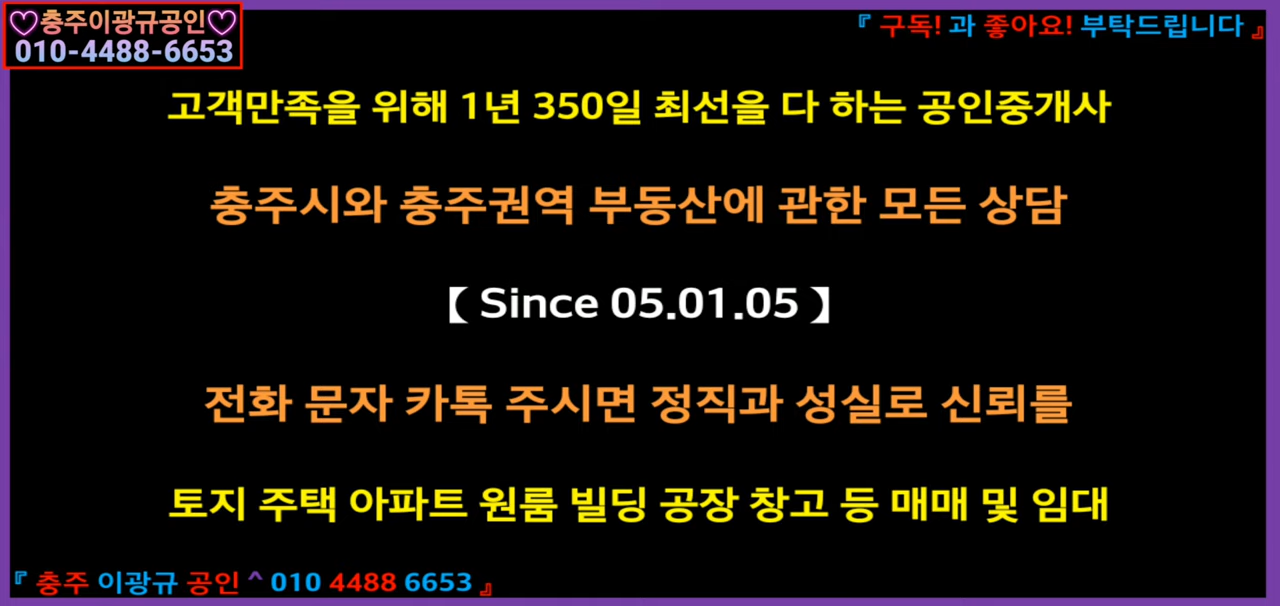 ♡충주이광규공인♡
010-4488-6653
『 구독! 과 좋아요! 부탁드립니다 』
고객만족을 위해 1년 350일 최선을 다 하는 공인중개사
충주시와 충주권역 부동산에 관한 모든 상담
【 Since 05.01.05 】
전화 문자 카톡 주시면 정직과 성실로 신뢰를
토지 주택 아파트 원룸 빌딩 공장 창고 등 매매 및 임대
『 충주 이광규 공인 ^ 010 4488 6653 』